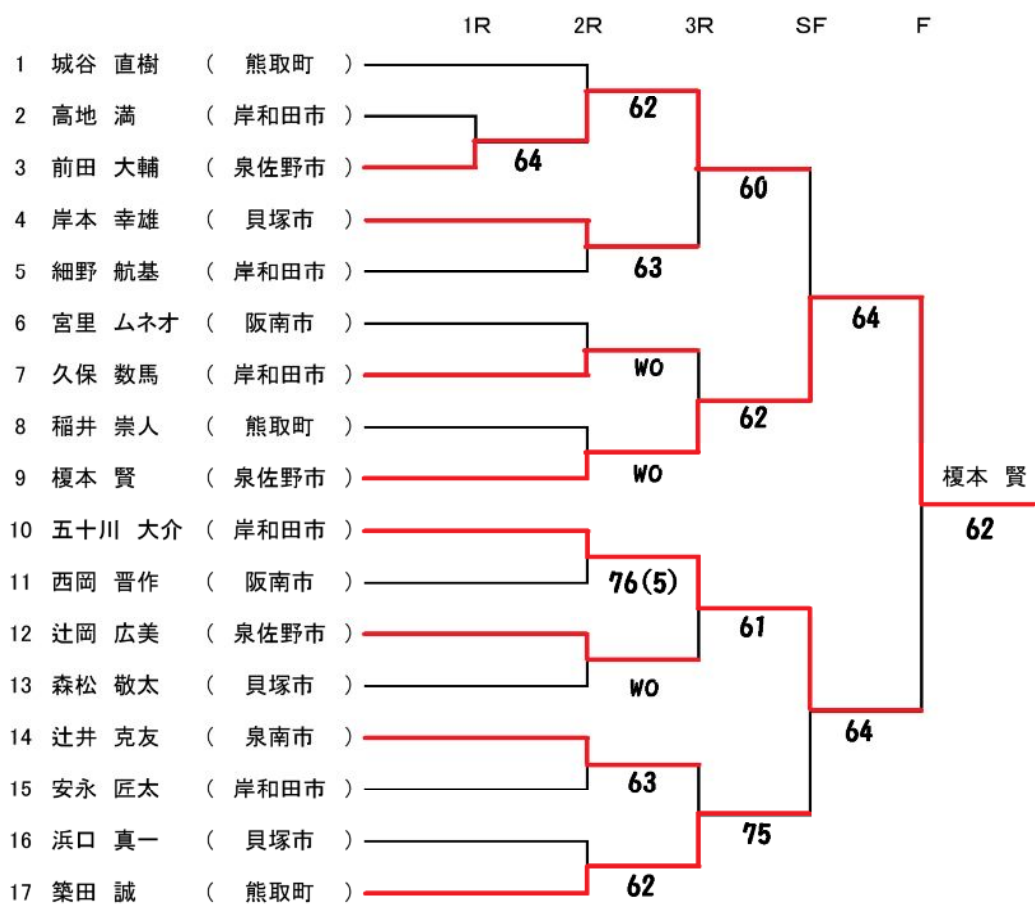 1R 2R 3R SF F
1 城谷 直樹 ( 熊取町 )
62
2 高地 満 ( 岸和田市 )
64
3 前田 大輔 ( 泉佐野市 )
60
4 岸本 幸雄 ( 貝塚市 )
63
5 細野 航基 ( 岸和田市 )
64
6 宮里 ムネオ ( 阪南市 )
WO
7 久保 数馬 ( 岸和田市 )
62
8 稲井 崇人 ( 熊取町 )
WO
9 榎本 賢 ( 泉佐野市 )
榎本 賢
62
10 五十川 大介 ( 岸和田市 )
76(5)
11 西岡 晋作 ( 阪南市 )
61
12 辻岡 広美 ( 泉佐野市 )
WO
13 森松 敬太 ( 貝塚市 )
64
14 辻井 克友 ( 泉南市 )
63
15 安永 匠太 ( 岸和田市 )
75
16 浜口 真一 ( 貝塚市 )
62
17 築田 誠 ( 熊取町 )